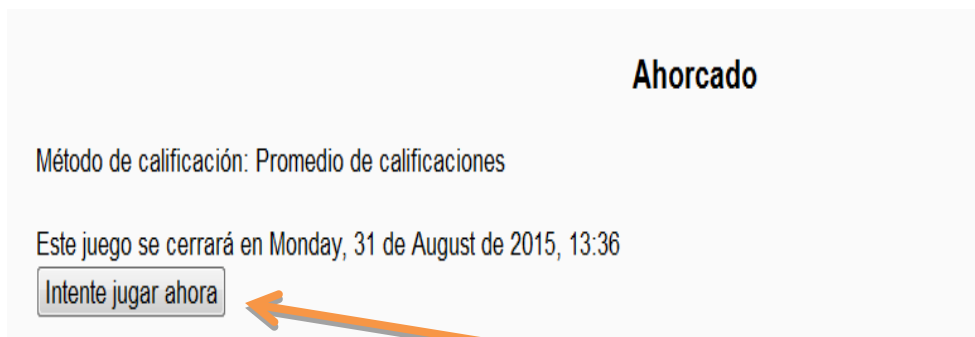 Ahorcado
Método de calificación: Promedio de calificaciones
Este juego se cerrará en Monday, 31 de August de 2015, 13:36
Intente jugar ahora